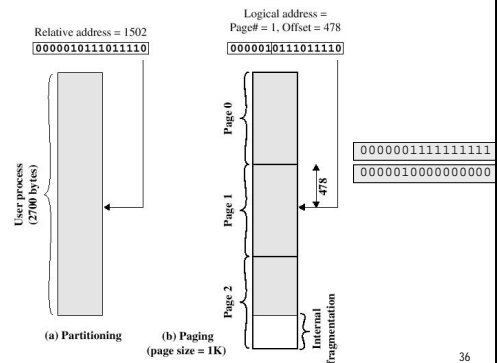 Relative address = 1502
0000010111011110
User process
(2700 bytes)
(a) Partitioning
Logical address =
Page# = 1, Offset = 478
0000010111011110
Page 0
Page 1
Page 2
478
Internal
fragmentation
(b) Paging
(page size = 1K)
0000001111111111
0000010000000000
36